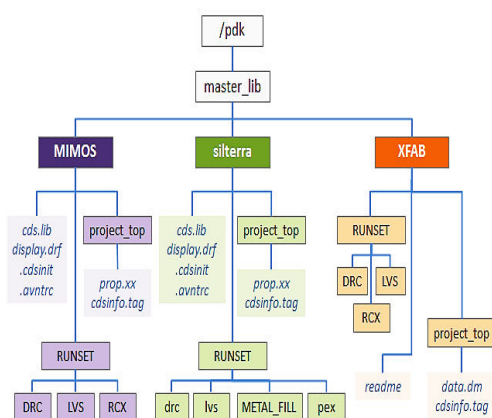 /pdk
master_lib
MIMOS
silterra
XFAB
cds.lib
display.drf
.cdsinit
.avntrc
project_top
prop.xx
cdsinfo.tag
RUNSET
DRC
LVS
RCX
cds.lib
display.drf
.cdsinit
.avntrc
project_top
prop.xx
cdsinfo.tag
RUNSET
drc
lvs
METAL_FILL
pex
RUNSET
DRC
LVS
RCX
readme
project_top
data.dm
cdsinfo.tag